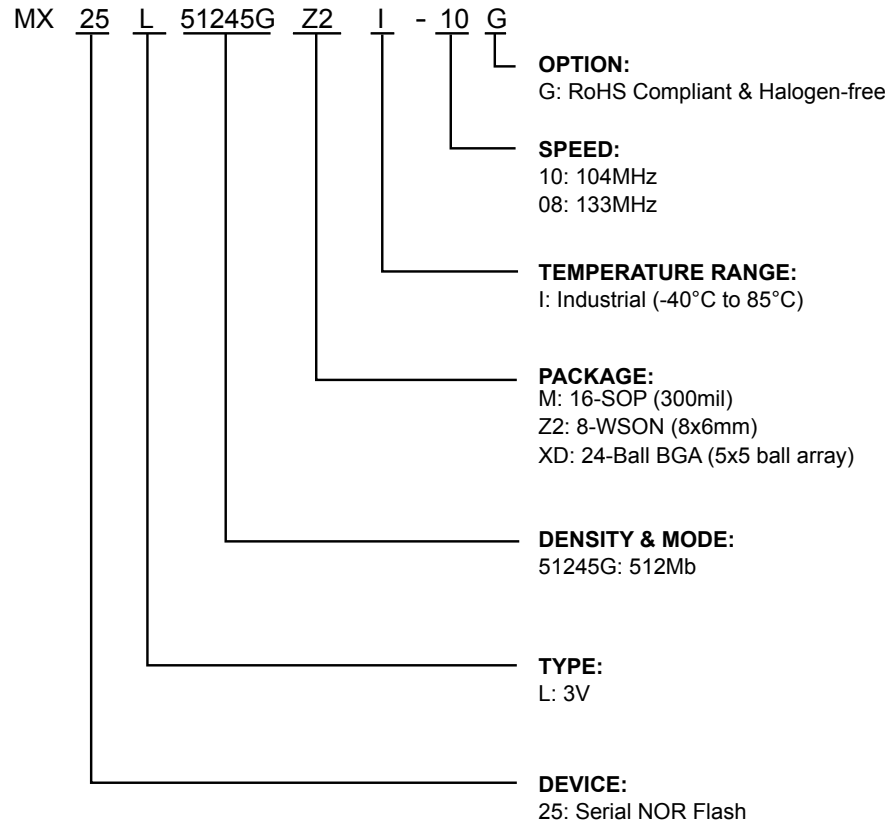 MX 25 L 51245G Z2 I - 10 G
OPTION:
G: RoHS Compliant & Halogen-free
SPEED:
10: 104MHz
08: 133MHz
TEMPERATURE RANGE:
I: Industrial (-40°C to 85°C)
PACKAGE:
M: 16-SOP (300mil)
Z2: 8-WSON (8x6mm)
XD: 24-Ball BGA (5x5 ball array)
DENSITY & MODE:
51245G: 512Mb
TYPE:
L: 3V
DEVICE:
25: Serial NOR Flash